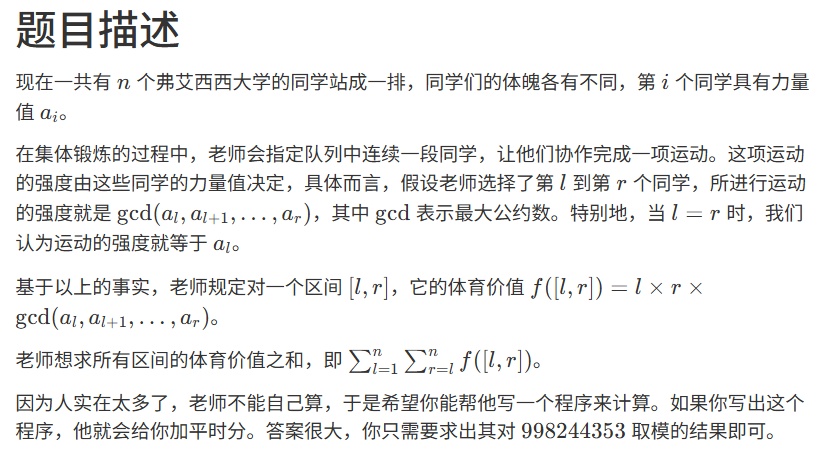 题目描述
现在一共有 n 个弗艾西西大学的同学站成一排，同学们的体魄各有不同，第 i 个同学具有力量
值 a_i。
在集体锻炼的过程中，老师会指定队列中连续一段同学，让他们协作完成一项运动。这项运动
的强度由这些同学的力量值决定，具体而言，假设老师选择了第 l 到第 r 个同学，所进行运动
的强度就是 gcd(a_l, a_{l+1}, . . . , a_r)，其中 gcd 表示最大公约数。特别地，当 l = r 时，我们
认为运动的强度就等于 a_l。
基于以上的事实，老师规定对一个区间 [l, r]，它的体育价值 f([l, r]) = l × r ×
gcd(a_l, a_{l+1}, . . . , a_r)。
老师想求所有区间的体育价值之和，即 ∑_{l=1}^{n} ∑_{r=l}^{n} f([l, r])。
因为人实在太多了，老师不能自己算，于是希望你能帮他写一个程序来计算。如果你写出这个
程序，他就会给你加平时分。答案很大，你只需要求出其对 998244353 取模的结果即可。